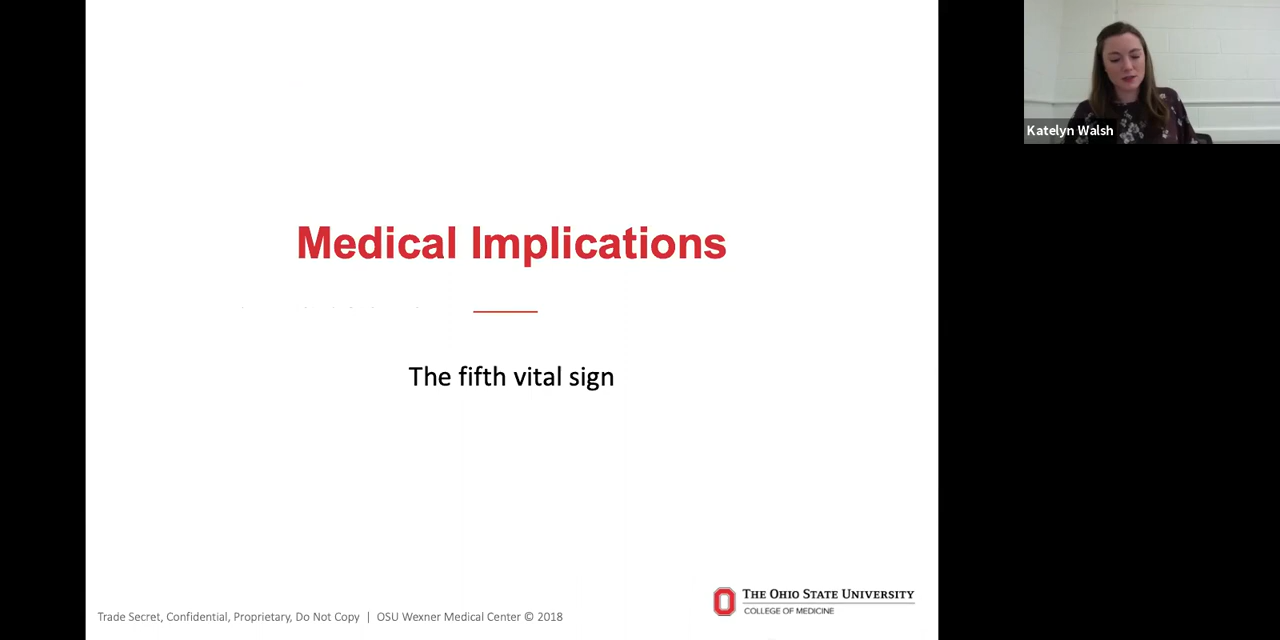 Katelyn Walsh
Medical Implications
The fifth vital sign
THE OHIO STATE UNIVERSITY
COLLEGE OF MEDICINE
Trade Secret, Confidential, Proprietary, Do Not Copy | OSU Wexner Medical Center © 2018